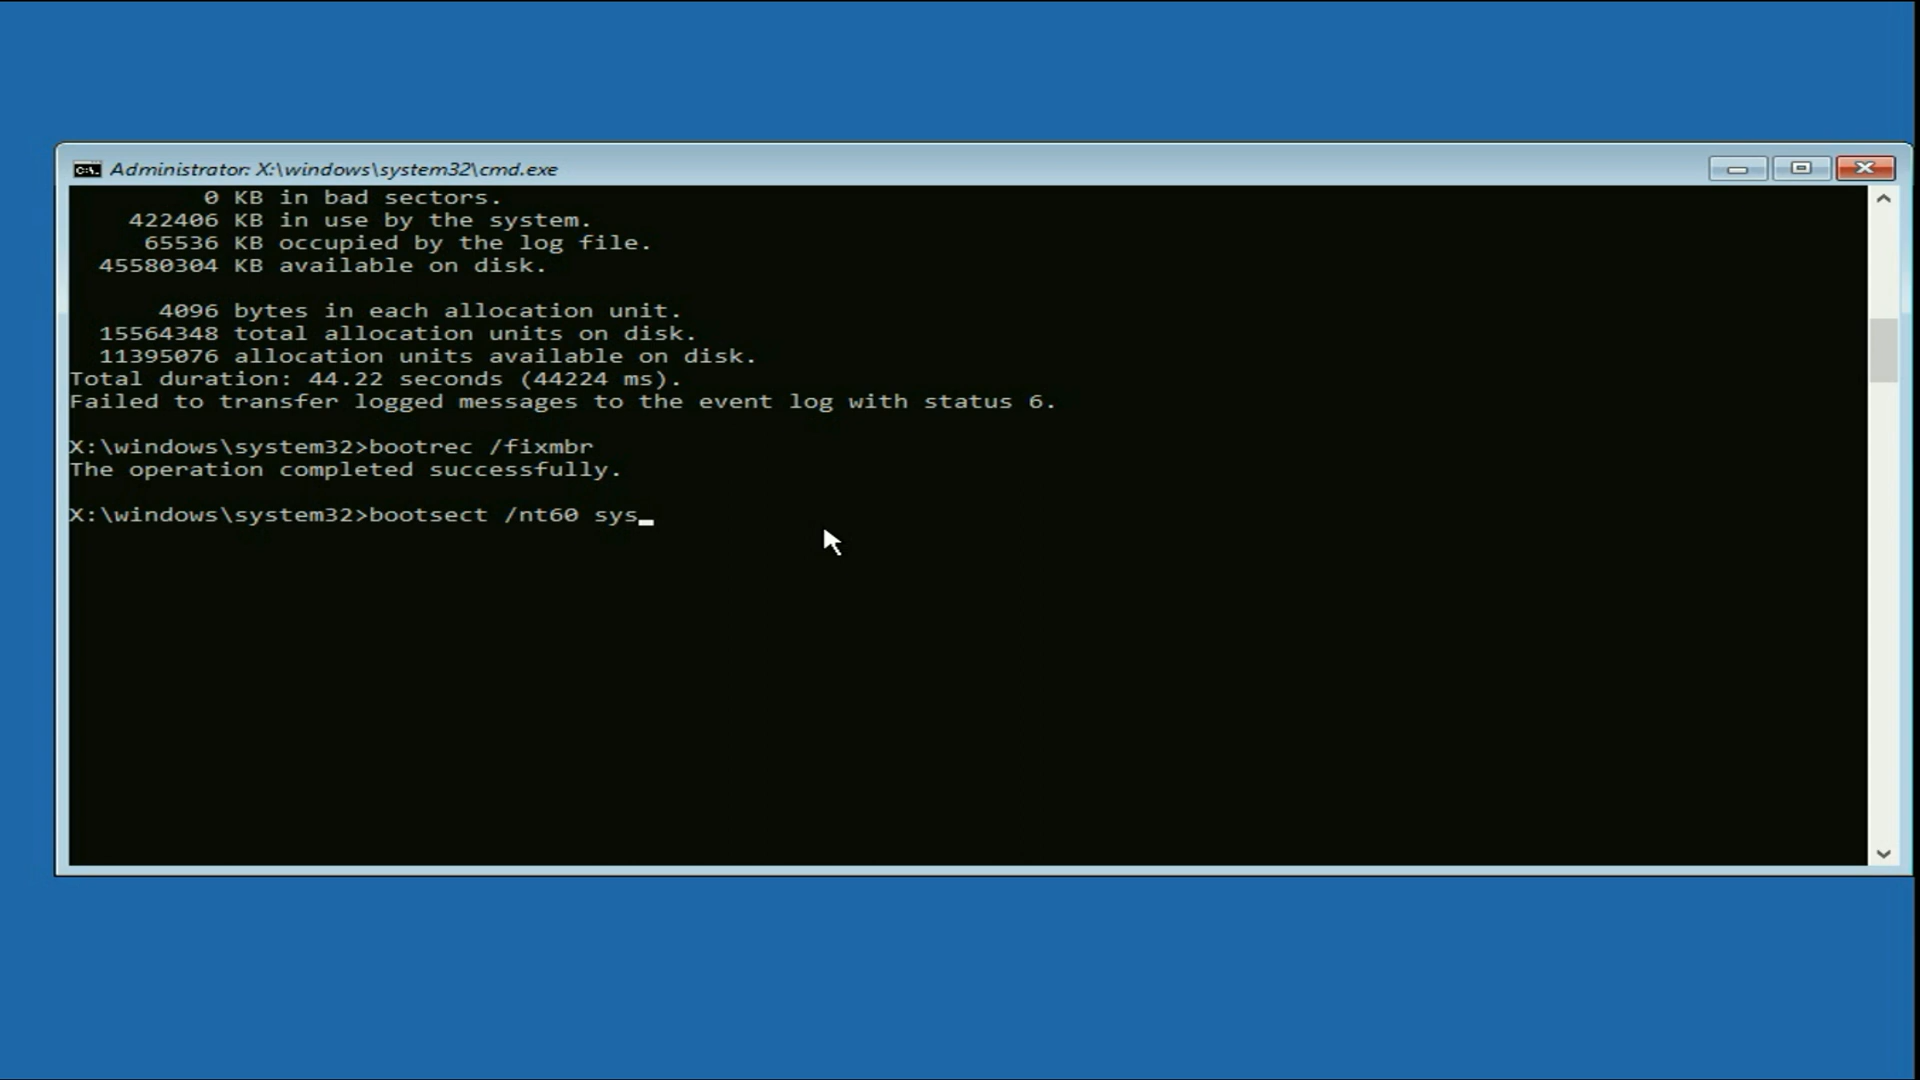 Administrator: X:\windows\system32\cmd.exe
0 KB in bad sectors.
422406 KB in use by the system.
65536 KB occupied by the log file.
45580304 KB available on disk.
4096 bytes in each allocation unit.
15564348 total allocation units on disk.
11395076 allocation units available on disk.
Total duration: 44.22 seconds (44224 ms).
Failed to transfer logged messages to the event log with status 6.
X:\windows\system32>bootrec /fixmbr
The operation completed successfully.
X:\windows\system32>bootsect /nt60 sys